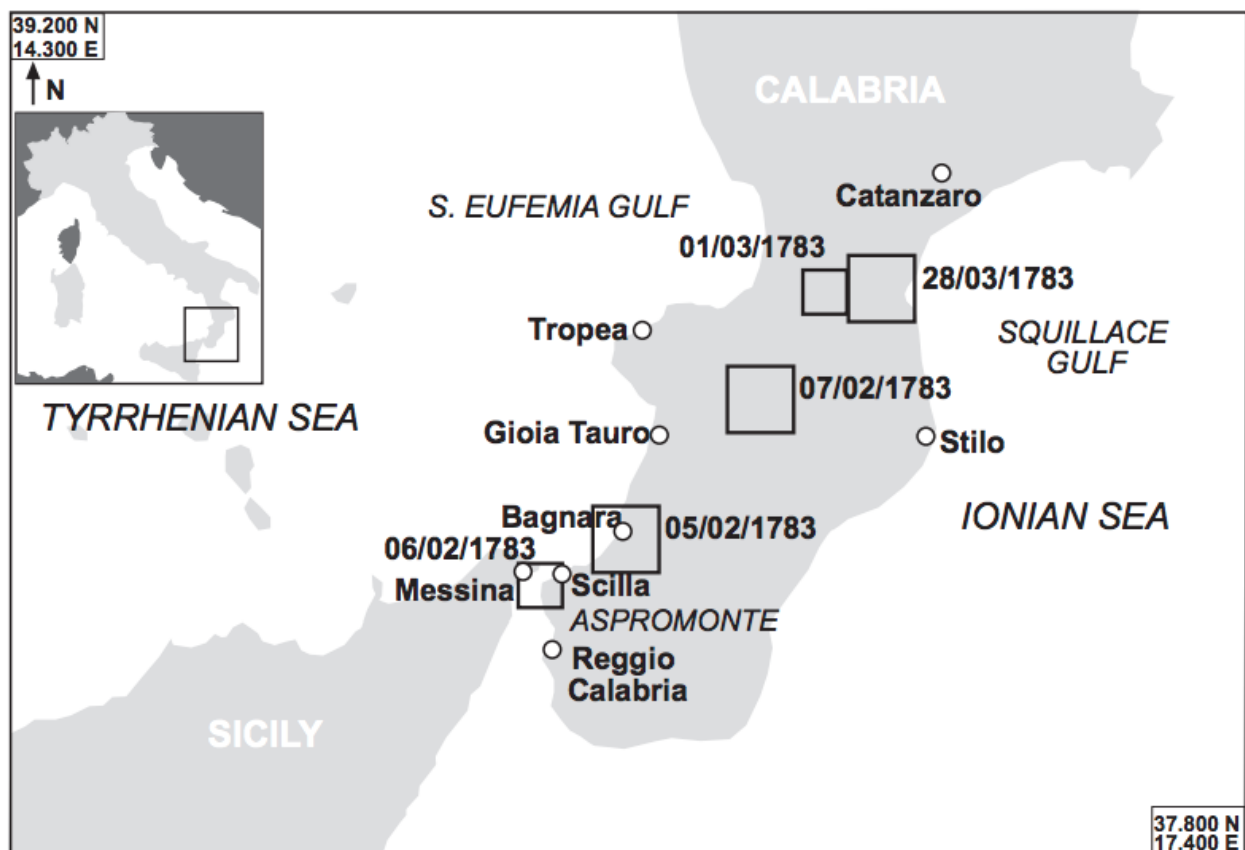 39.200 N
14.300 E
N
CALABRIA
Catanzaro
S. EUFEMIA GULF
01/03/1783
28/03/1783
SQUILLACE
GULF
Tropea
07/02/1783
TYRRHENIAN SEA
Gioia Tauro
Stilo
Bagnara
05/02/1783
IONIAN SEA
06/02/1783
Messina
Scilla
ASPROMONTE
Reggio
Calabria
SICILY
37.800 N
17.400 E